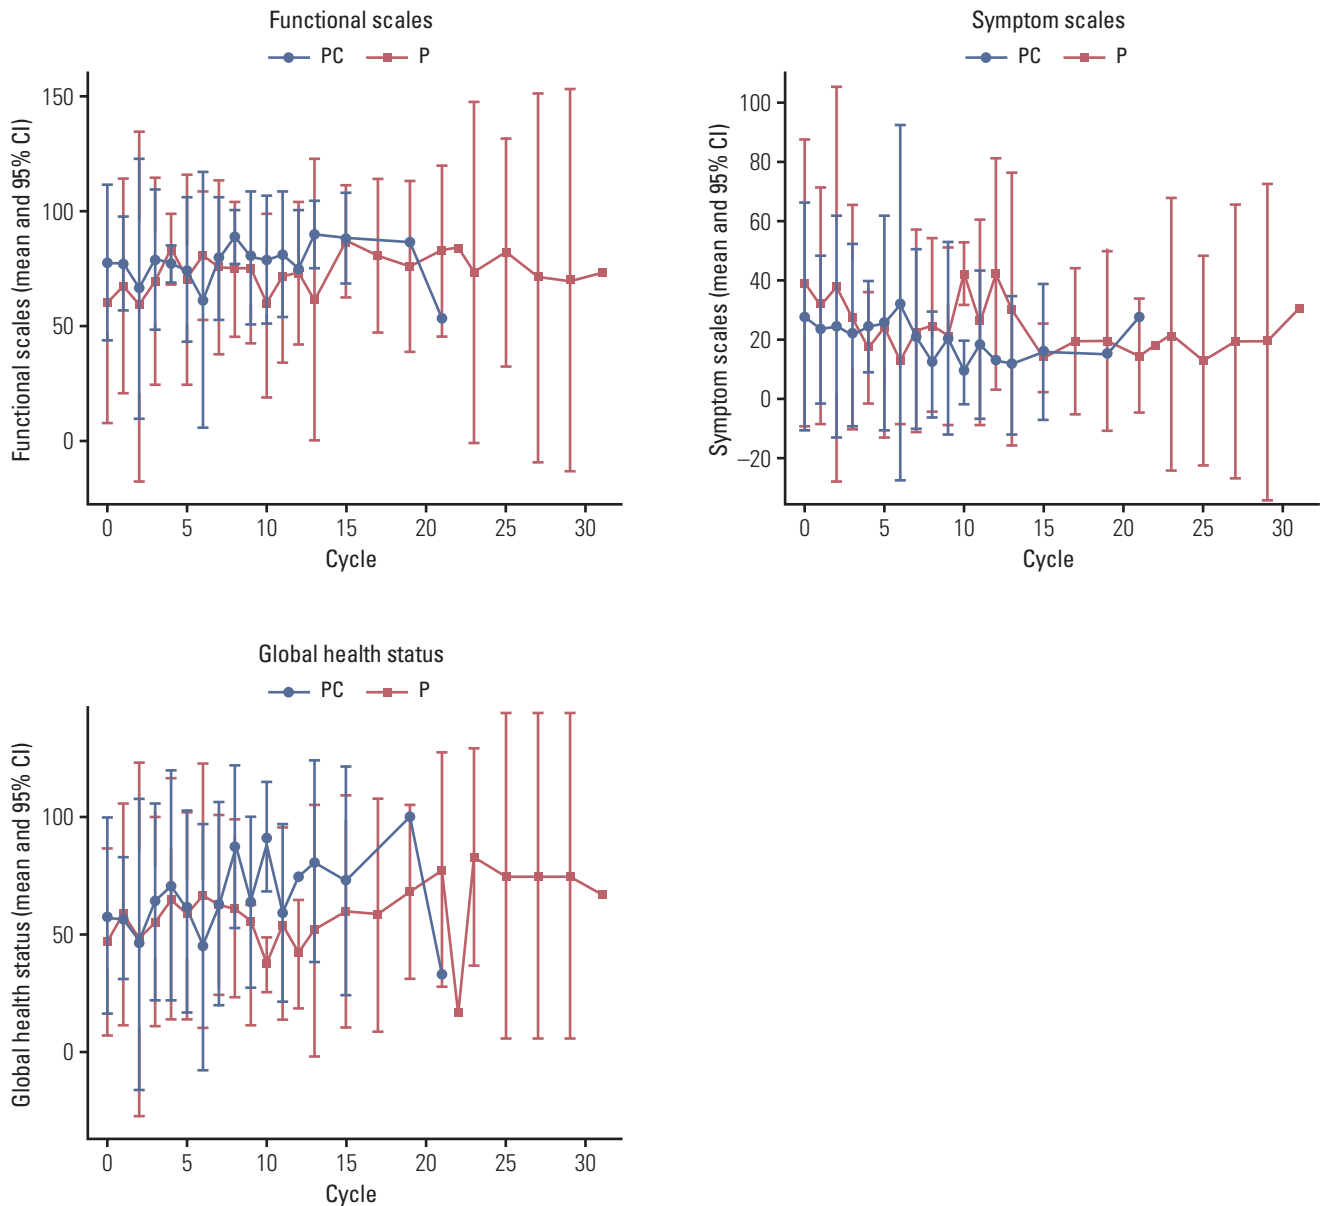 Functional scales
PC P
Functional scales (mean and 95% CI)
150
100
50
0
0 5 10 15 20 25 30
Cycle
Symptom scales
PC P
Symptom scales (mean and 95% CI)
100
80
60
40
20
0
–20
0 5 10 15 20 25 30
Cycle
Global health status
PC P
Global health status (mean and 95% CI)
100
50
0
0 5 10 15 20 25 30
Cycle